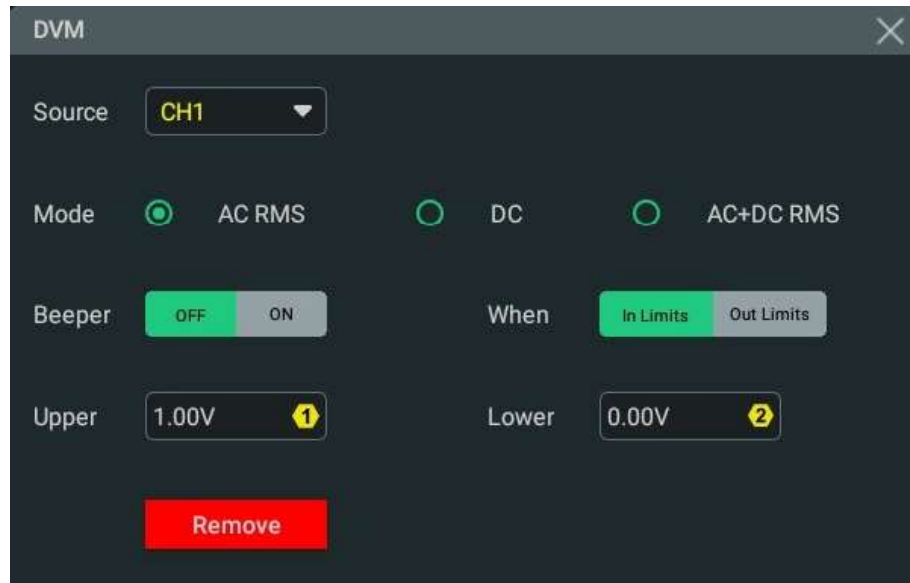 DVM
Source CH1
Mode AC RMS DC AC+DC RMS
Beeper OFF ON When In Limits Out Limits
Upper 1.00V 1 Lower 0.00V 2
Remove